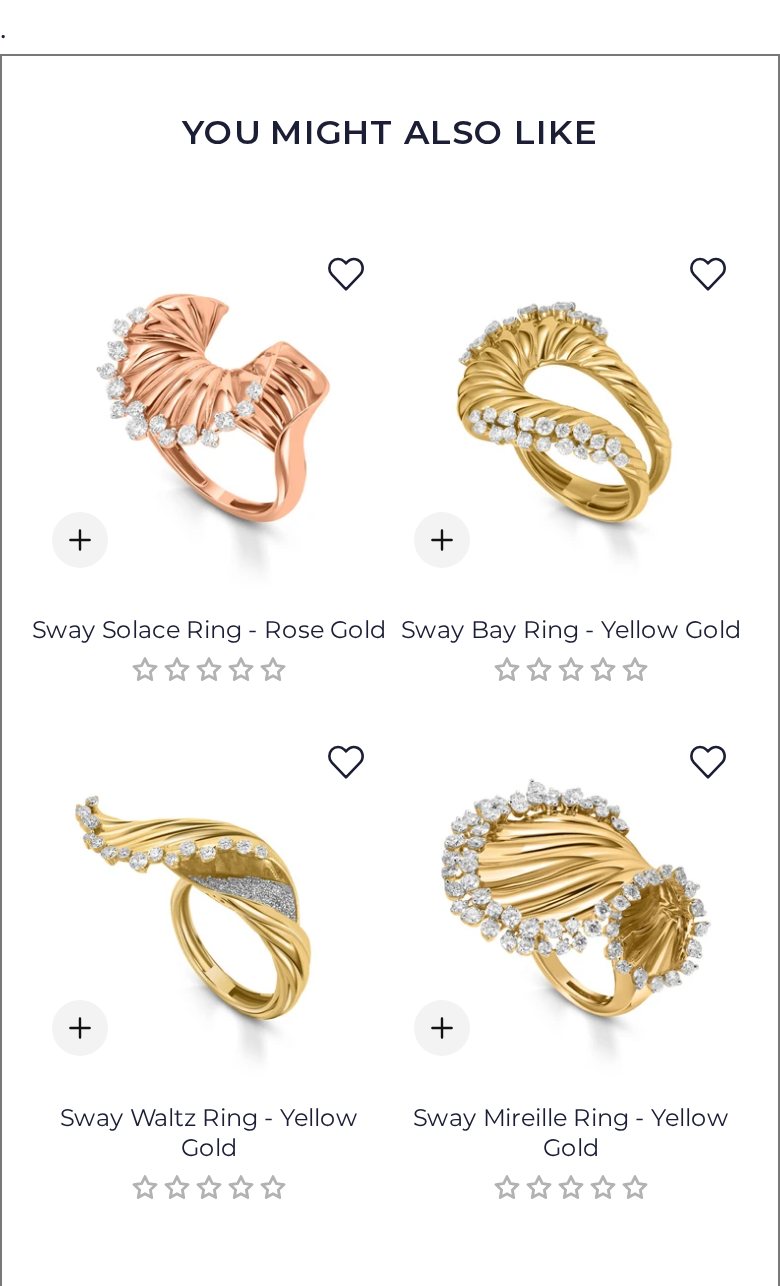 .
YOU MIGHT ALSO LIKE
Sway Solace Ring - Rose Gold
Sway Bay Ring - Yellow Gold
Sway Waltz Ring - Yellow
Gold
Sway Mireille Ring - Yellow
Gold